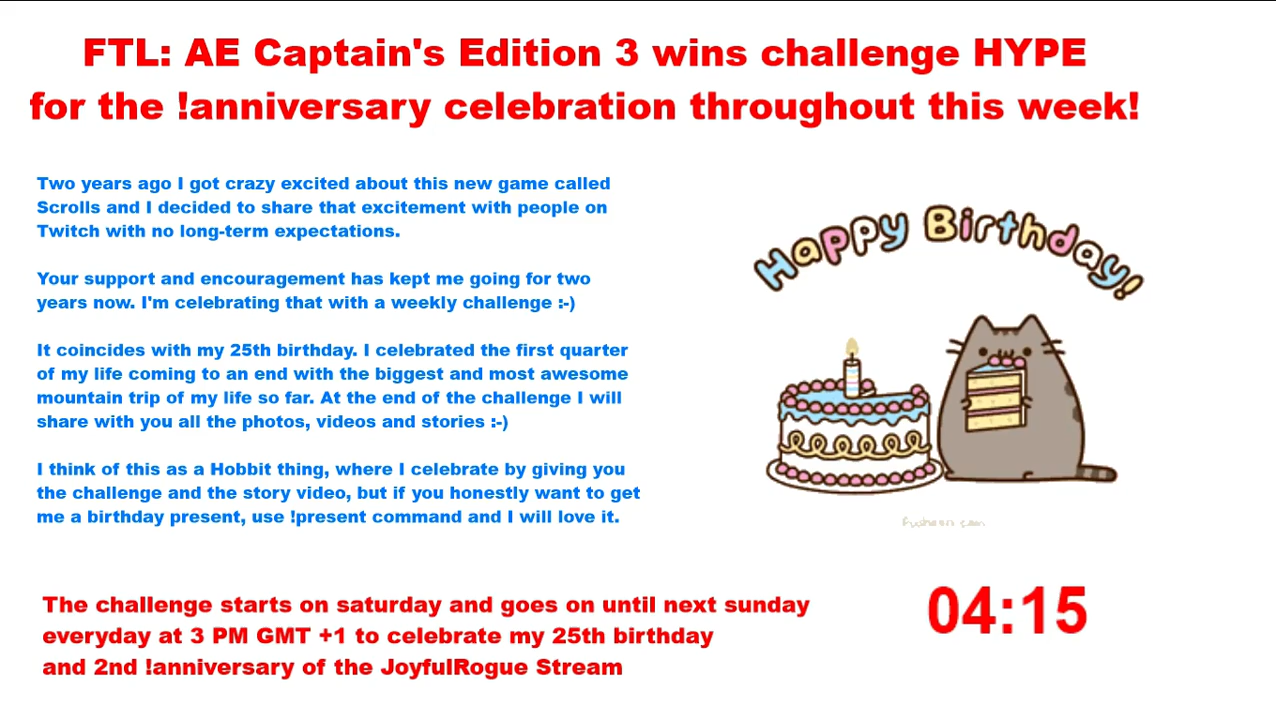 FTL: AE Captain's Edition 3 wins challenge HYPE
for the !anniversary celebration throughout this week!
Two years ago I got crazy excited about this new game called
Scrolls and I decided to share that excitement with people on
Twitch with no long-term expectations.
Your support and encouragement has kept me going for two
years now. I'm celebrating that with a weekly challenge :-)
It coincides with my 25th birthday. I celebrated the first quarter
of my life coming to an end with the biggest and most awesome
mountain trip of my life so far. At the end of the challenge I will
share with you all the photos, videos and stories :-)
I think of this as a Hobbit thing, where I celebrate by giving you
the challenge and the story video, but if you honestly want to get
me a birthday present, use !present command and I will love it.
Happy Birthday!
The challenge starts on saturday and goes on until next sunday
everyday at 3 PM GMT +1 to celebrate my 25th birthday
and 2nd !anniversary of the JoyfulRogue Stream
04:15